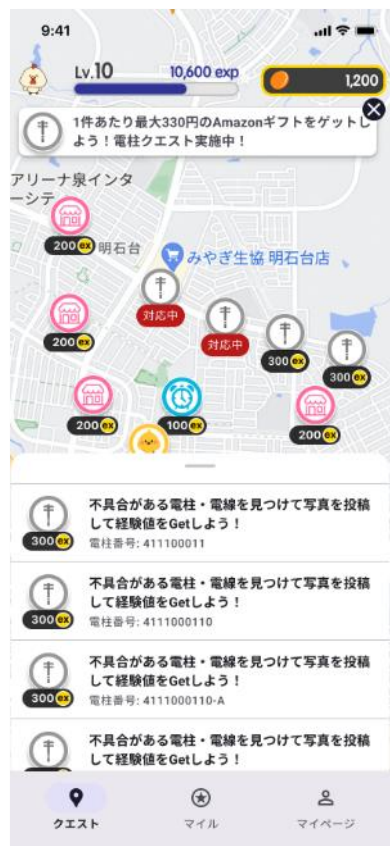 9:41
Lv.10
10,600 exp
1,200
1件あたり最大330円のAmazonギフトをゲットし
よう！電柱クエスト実施中！
アリーナ泉インタ
ーシテ
200 ex
明石台
みやぎ生協 明石台店
対応中
200 ex
対応中
300 ex
300 ex
200 ex
100 ex
200 ex
不具合がある電柱・電線を見つけて写真を投稿
して経験値をGetしよう！
300 ex
電柱番号: 411100011
不具合がある電柱・電線を見つけて写真を投稿
して経験値をGetしよう！
300 ex
電柱番号: 411100110
不具合がある電柱・電線を見つけて写真を投稿
して経験値をGetしよう！
300 ex
電柱番号: 4111000110-A
不具合がある電柱・電線を見つけて写真を投稿
して経験値をGetしよう！
クエスト
マイル
マイページ